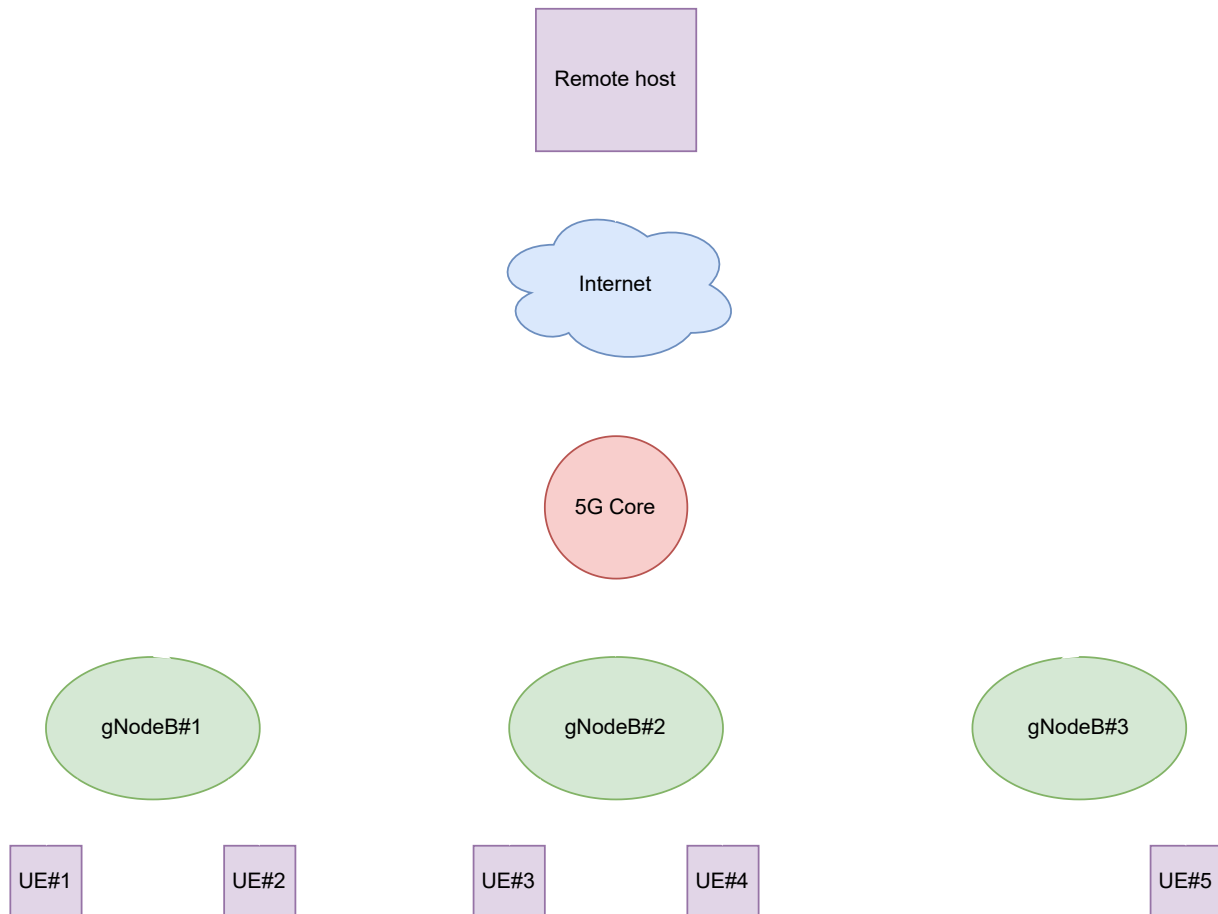 Remote host
Internet
5G Core
gNodeB#1
gNodeB#2
gNodeB#3
UE#1
UE#2
UE#3
UE#4
UE#5